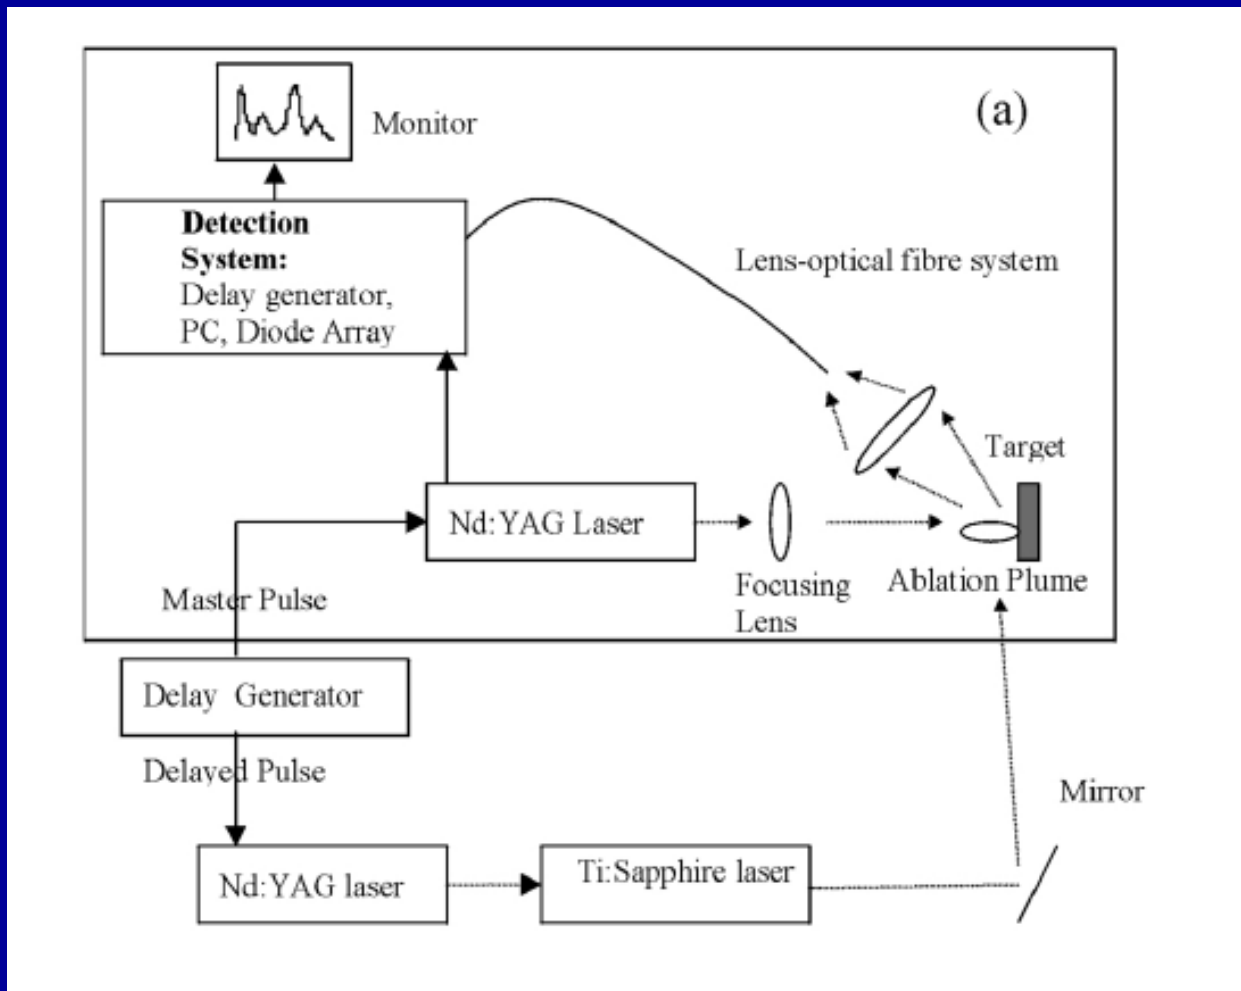 (a)
Monitor
Detection
System:
Delay generator,
PC, Diode Array
Lens-optical fibre system
Target
Nd:YAG Laser
Focusing
Lens
Ablation Plume
Master Pulse
Delay Generator
Delayed Pulse
Mirror
Nd:YAG laser
Ti:Sapphire laser